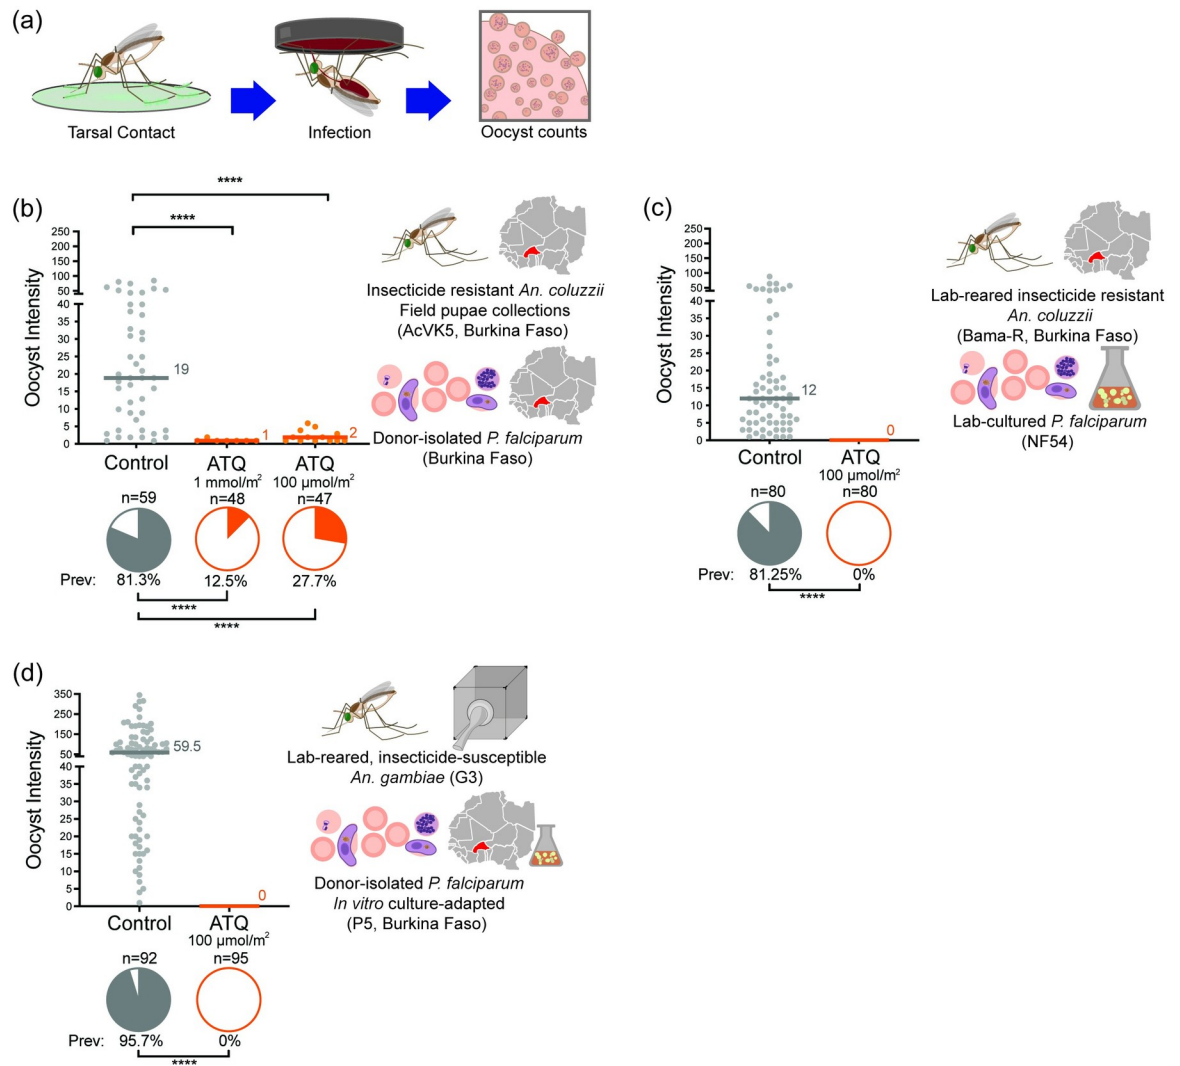 (a)
Tarsal Contact
Infection
Oocyst counts
(b)
****
****
Oocyst Intensity
250
200
150
100
50
40
35
30
25
20
15
10
5
0
19
1
2
Control
ATQ
1 mmol/m²
ATQ
100 µmol/m²
n=59
n=48
n=47
Prev:
81.3%
12.5%
27.7%
****
****
Insecticide resistant An. coluzzii
Field pupae collections
(AcVK5, Burkina Faso)
Donor-isolated P. falciparum
(Burkina Faso)
(c)
Oocyst Intensity
250
200
150
100
50
40
35
30
25
20
15
10
5
0
12
0
Control
ATQ
100 µmol/m²
n=80
n=80
Prev:
81.25%
0%
****
Lab-reared insecticide resistant
An. coluzzii
(Bama-R, Burkina Faso)
Lab-cultured P. falciparum
(NF54)
(d)
Oocyst Intensity
350
250
150
50
40
35
30
25
20
15
10
5
0
59.5
0
Control
ATQ
100 µmol/m²
n=92
n=95
Prev:
95.7%
0%
****
Lab-reared, insecticide-susceptible
An. gambiae (G3)
Donor-isolated P. falciparum
In vitro culture-adapted
(P5, Burkina Faso)